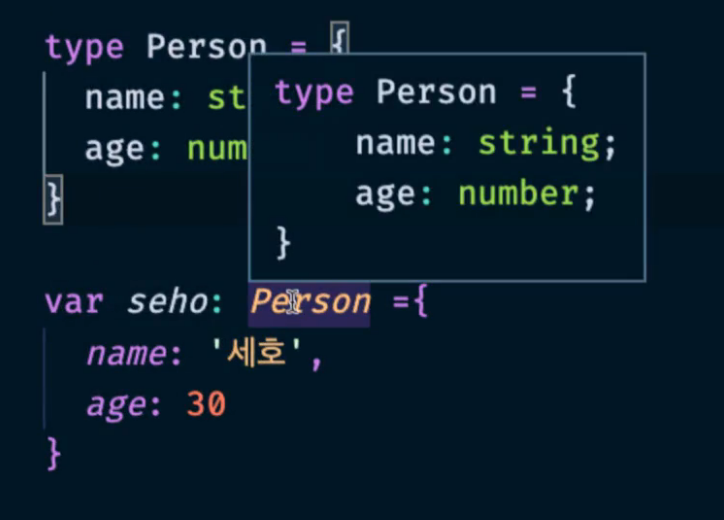 type Person = {
name: st
age: num
}
type Person = {
name: string;
age: number;
}
var seho: Person ={
name: '세호',
age: 30
}